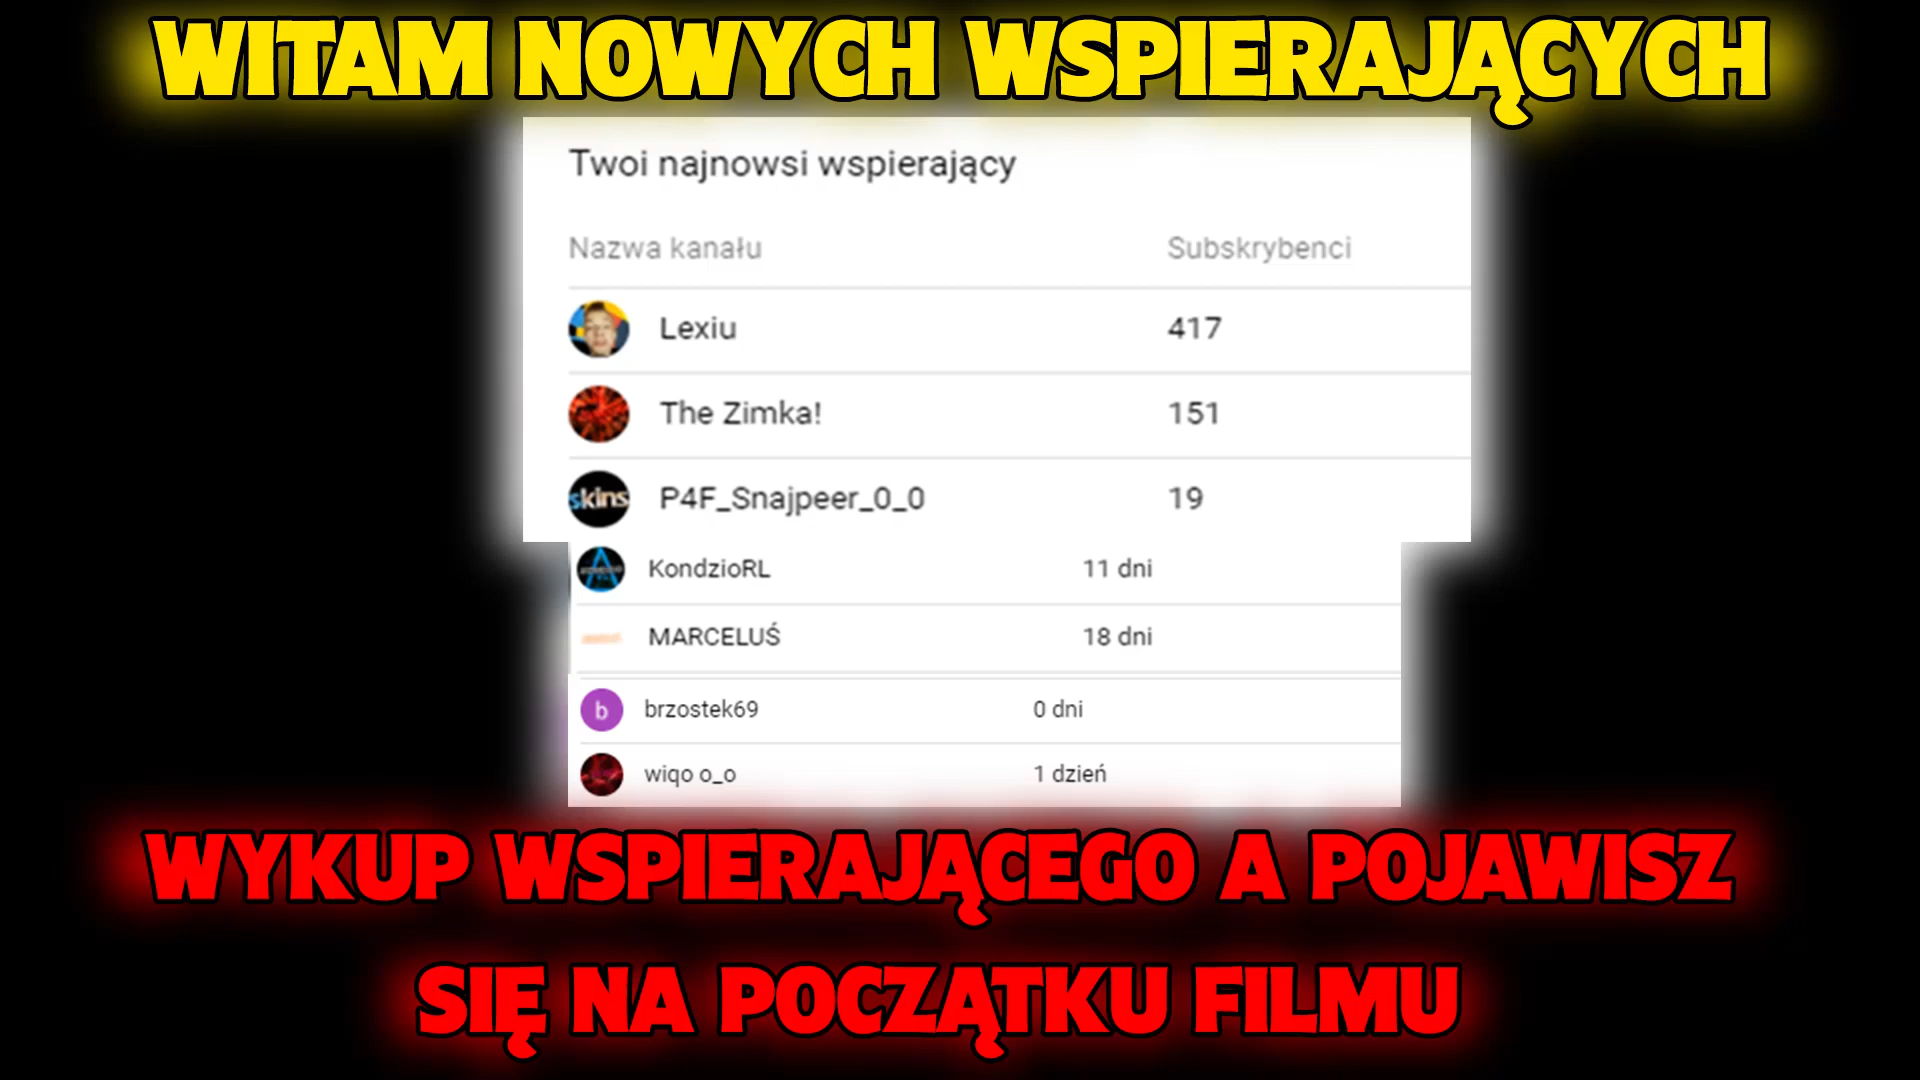 WITAM NOWYCH WSPIERAJĄCYCH
Twoi najnowsi wspierający
Nazwa kanału Subskrybenci
Lexiu 417
The Zimka! 151
skins P4F_Snajpeer_0_0 19
KondzioRL 11 dni
MARCELUŚ 18 dni
b brzostek69 0 dni
wiqo o_o 1 dzień
WYKUP WSPIERAJĄCEGO A POJAWISZ
SIĘ NA POCZĄTKU FILMU